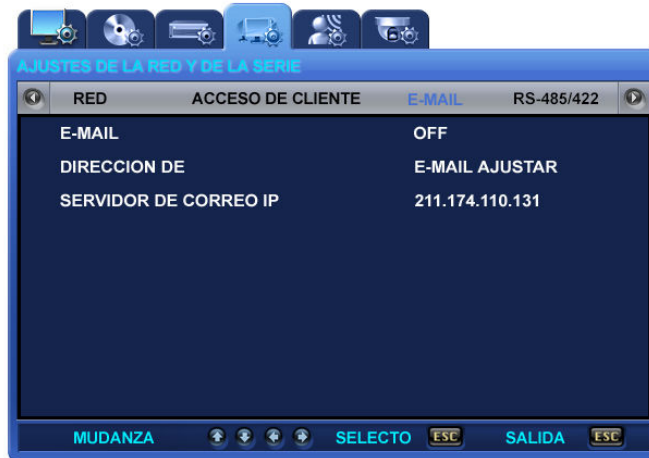 AJUSTES DE LA RED Y DE LA SERIE
RED ACCESO DE CLIENTE E-MAIL RS-485/422
E-MAIL OFF
DIRECCION DE E-MAIL AJUSTAR
SERVIDOR DE CORREO IP 211.174.110.131
MUDANZA SELECTO ESC SALIDA ESC